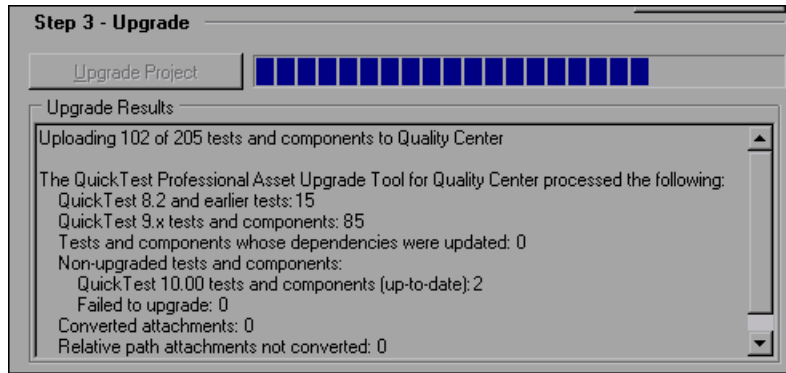 Step 3 - Upgrade
Upgrade Project
Upgrade Results
Uploading 102 of 205 tests and components to Quality Center
The QuickTest Professional Asset Upgrade Tool for Quality Center processed the following:
QuickTest 8.2 and earlier tests: 15
QuickTest 9.x tests and components: 85
Tests and components whose dependencies were updated: 0
Non-upgraded tests and components:
QuickTest 10.00 tests and components (up-to-date): 2
Failed to upgrade: 0
Converted attachments: 0
Relative path attachments not converted: 0